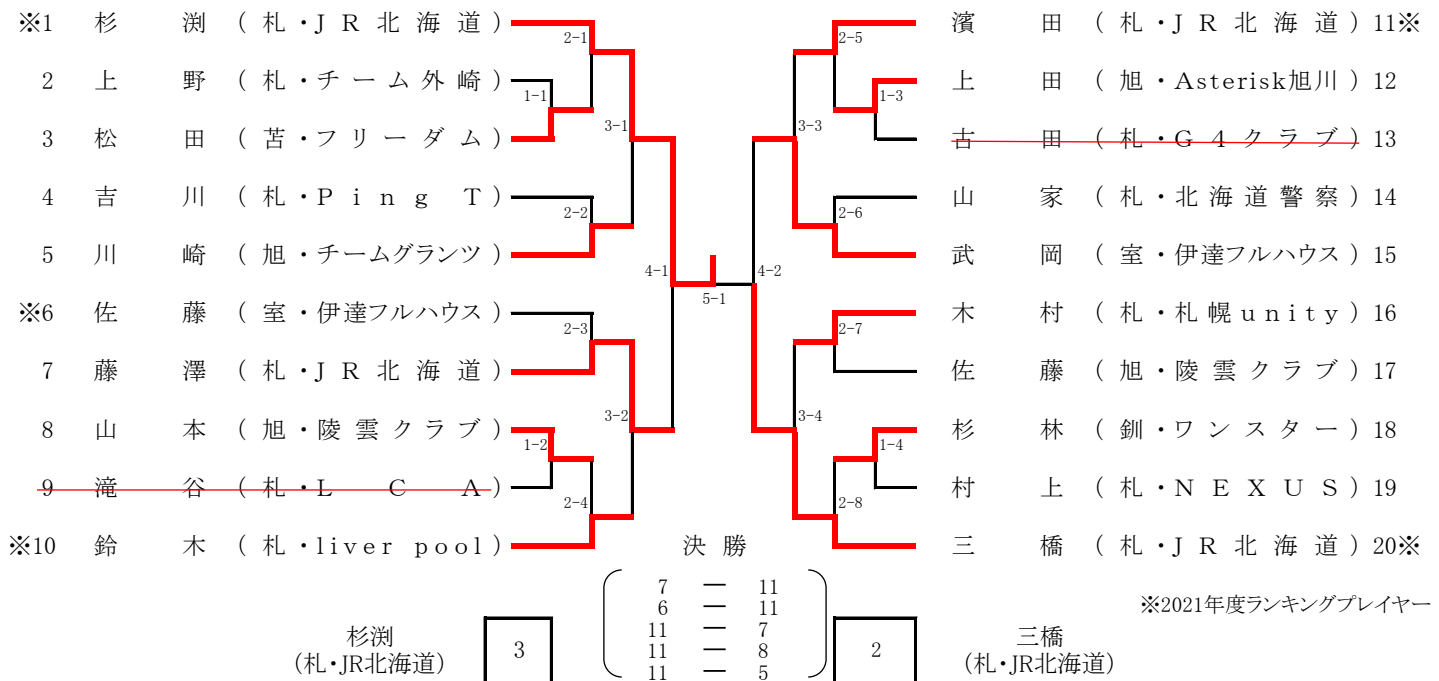 ※1 杉 渕 (札・JR北海道)
2 上 野 (札・チーム外崎)
3 松 田 (苫・フリーダム)
4 吉 川 (札・Ping T)
5 川 崎 (旭・チームグランツ)
※6 佐 藤 (室・伊達フルハウス)
7 藤 澤 (札・JR北海道)
8 山 本 (旭・陵雲クラブ)
9 滝 谷 (札・LCA)
※10 鈴 木 (札・liver pool)
2-1
1-1
3-1
2-2
4-1
2-3
3-2
1-2
2-4
5-1
4-2
2-5
1-3
3-3
2-6
2-7
3-4
1-4
2-8
濱 田 (札・JR北海道) 11※
上 田 (旭・Asterisk旭川) 12
古 田 (札・G4クラブ) 13
山 家 (札・北海道警察) 14
武 岡 (室・伊達フルハウス) 15
木 村 (札・札幌unity) 16
佐 藤 (旭・陵雲クラブ) 17
杉 林 (釧・ワンスター) 18
村 上 (札・NEXUS) 19
三 橋 (札・JR北海道) 20※
決 勝
7 — 11
6 — 11
11 — 7
11 — 8
11 — 5
※2021年度ランキングプレイヤー
杉渕
(札・JR北海道)
3
2
三橋
(札・JR北海道)